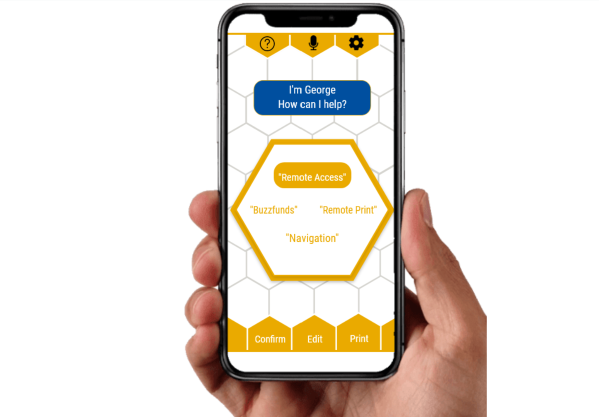 I'm George
How can I help?
"Remote Access"
"Buzzfunds" "Remote Print"
"Navigation"
Confirm Edit Print